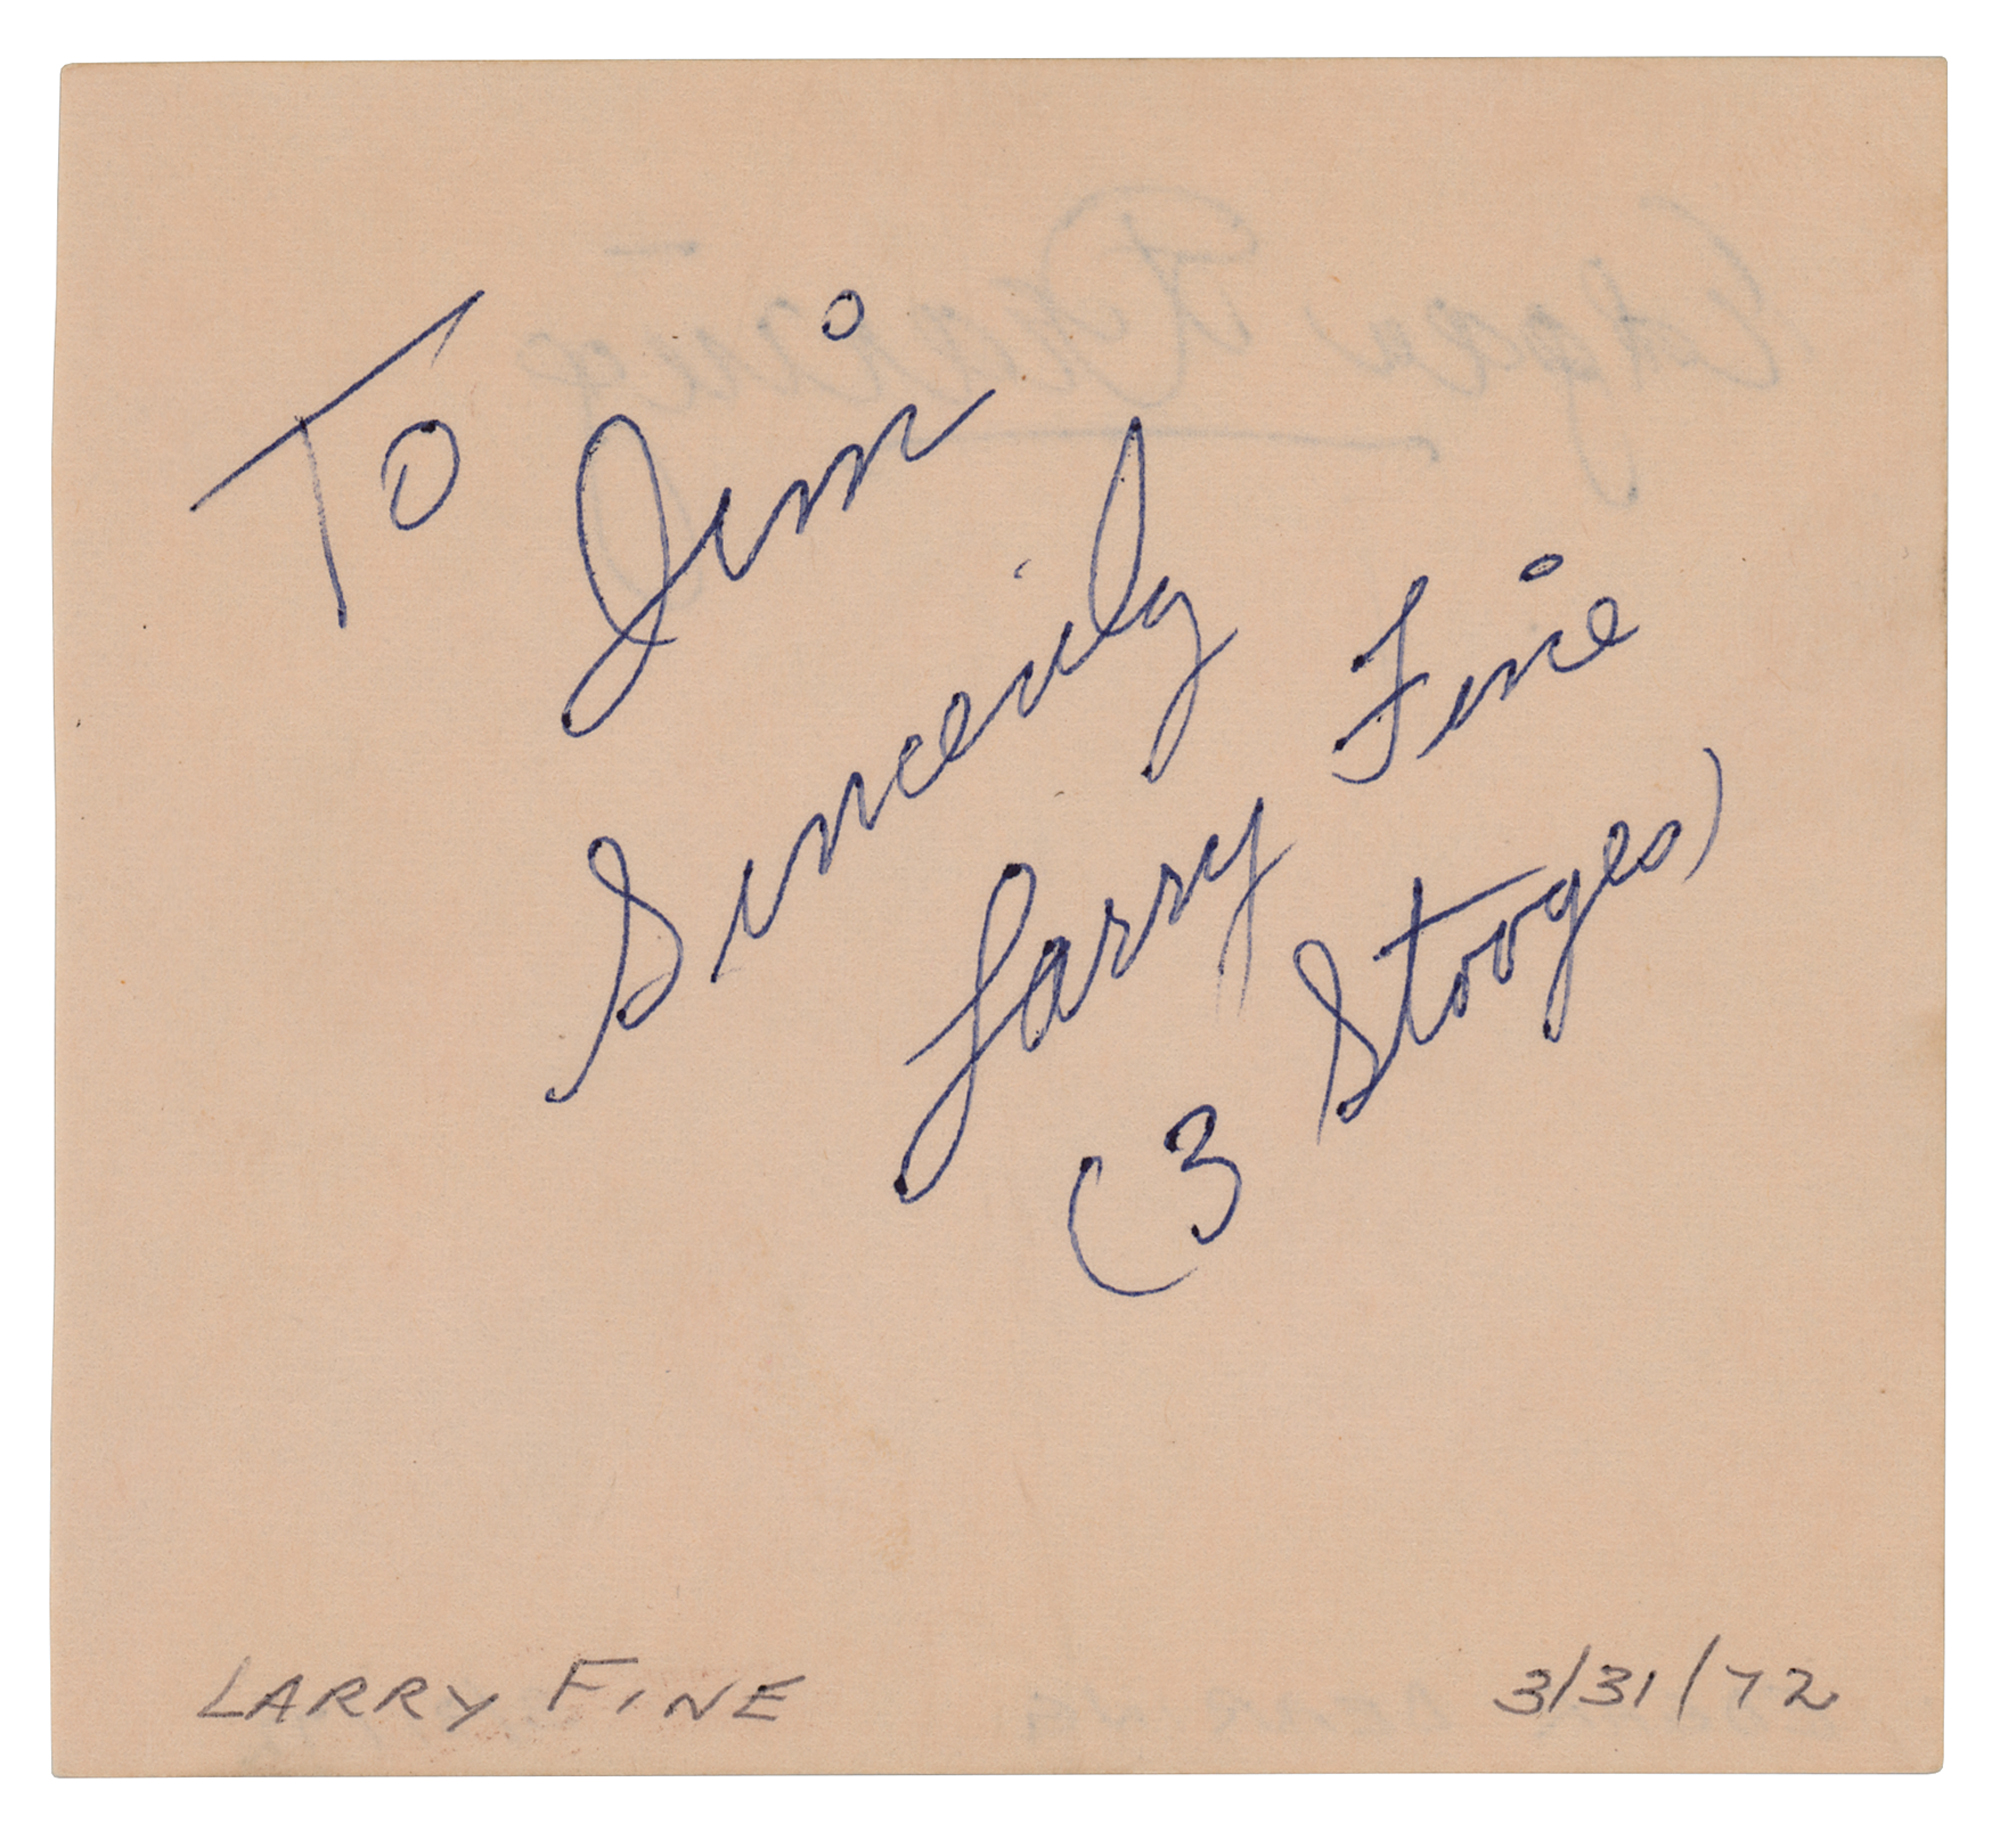 To Jim
Sincerely
Larry Fine
(3 Stooges)
LARRY FINE 3/31/72